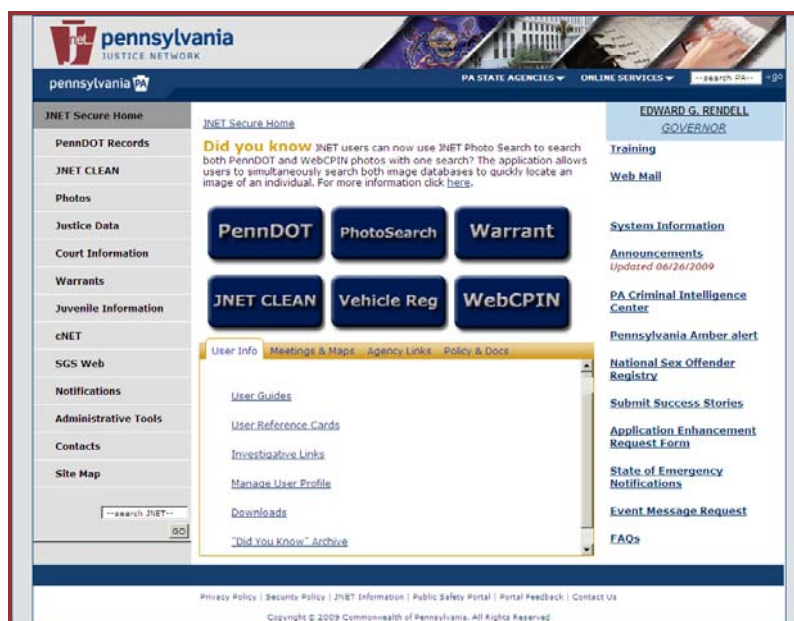 jnet pennsylvania
JUSTICE NETWORK
pennsylvania PA
PA STATE AGENCIES ONLINE SERVICES --search PA-- go
JNET Secure Home
PennDOT Records
JNET CLEAN
Photos
Justice Data
Court Information
Warrants
Juvenile Information
cNET
SGS Web
Notifications
Administrative Tools
Contacts
Site Map
--search JNET--
GO
JNET Secure Home
Did you know JNET users can now use JNET Photo Search to search
both PennDOT and WebCPIN photos with one search? The application allows
users to simultaneously search both image databases to quickly locate an
image of an individual. For more information click here.
PennDOT PhotoSearch Warrant
JNET CLEAN Vehicle Reg WebCPIN
User Info Meetings & Maps Agency Links Policy & Docs
User Guides
User Reference Cards
Investigative Links
Manage User Profile
Downloads
"Did You Know" Archive
EDWARD G. RENDELL
GOVERNOR
Training
Web Mail
System Information
Announcements
Updated 06/26/2009
PA Criminal Intelligence
Center
Pennsylvania Amber alert
National Sex Offender
Registry
Submit Success Stories
Application Enhancement
Request Form
State of Emergency
Notifications
Event Message Request
FAQs
Privacy Policy | Security Policy | JNET Information | Public Safety Portal | Portal Feedback | Contact Us
Copyright © 2009 Commonwealth of Pennsylvania. All Rights Reserved